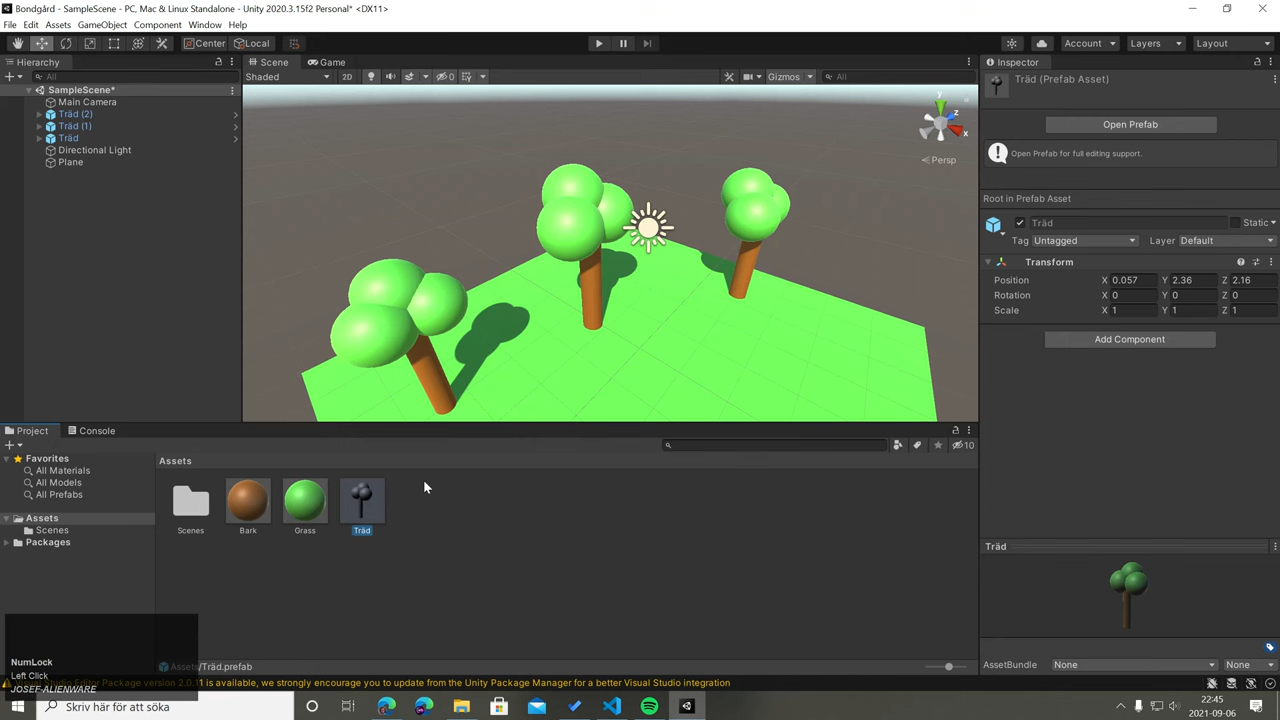 Bondgård - SampleScene - PC, Mac & Linux Standalone - Unity 2020.3.15f2 Personal* <DX11>
File Edit Assets GameObject Component Window Help
Center Local Account Layers Layout
Hierarchy Scene Game Inspector
All Shaded 2D 0 Gizmos All
SampleScene*
Main Camera
Träd (2)
Träd (1)
Träd
Directional Light
Plane
y
z
x
Persp
Träd (Prefab Asset)
Open Prefab
Open Prefab for full editing support.
Root in Prefab Asset
Träd Static
Tag Untagged Layer Default
Transform
Position X 0.057 Y 2.36 Z 2.16
Rotation X 0 Y 0 Z 0
Scale X 1 Y 1 Z 1
Add Component
Project Console
10
Favorites
All Materials
All Models
All Prefabs
Assets
Scenes
Packages
Assets
Scenes Bark Grass Träd
Träd
Assets/Träd.prefab
AssetBundle None None
NumLock
Left Click
JOSEF-ALIENWARE
Visual Studio Editor Package version 2.0.11 is available, we strongly encourage you to update from the Unity Package Manager for a better Visual Studio integration
Skriv här för att söka
22:45
2021-09-06